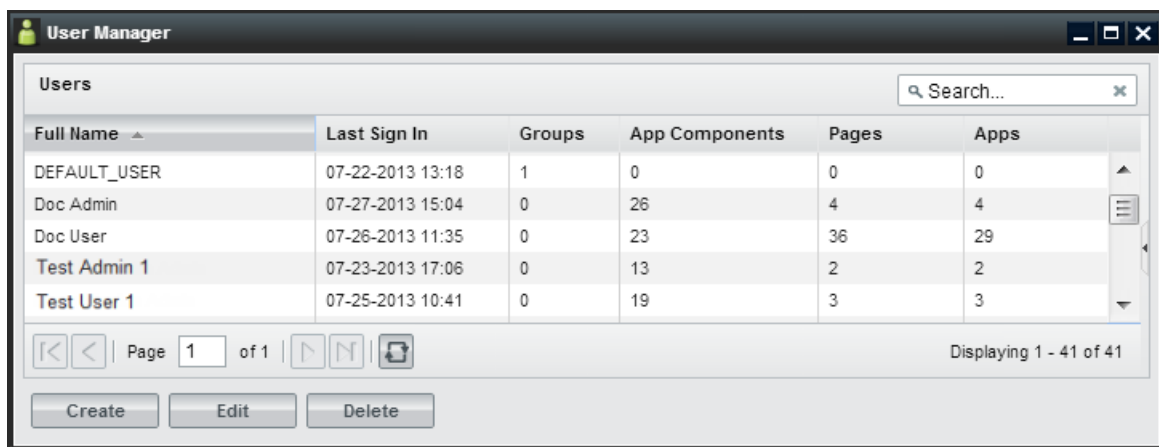 User Manager
Users Search...
Full Name Last Sign In Groups App Components Pages Apps
DEFAULT_USER 07-22-2013 13:18 1 0 0 0
Doc Admin 07-27-2013 15:04 0 26 4 4
Doc User 07-26-2013 11:35 0 23 36 29
Test Admin 1 07-23-2013 17:06 0 13 2 2
Test User 1 07-25-2013 10:41 0 19 3 3
Page 1 of 1 Displaying 1 - 41 of 41
Create Edit Delete